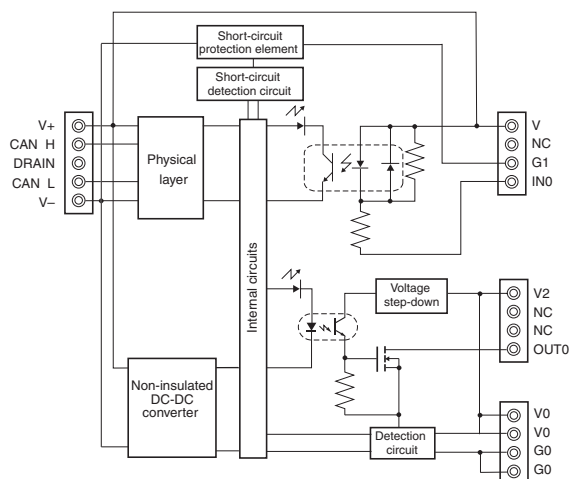 Short-circuit
protection element
Short-circuit
detection circuit
V+
CAN H
DRAIN
CAN L
V–
Physical
layer
Internal circuits
V
NC
G1
IN0
Voltage
step-down
V2
NC
NC
OUT0
Non-insulated
DC-DC
converter
Detection
circuit
V0
V0
G0
G0